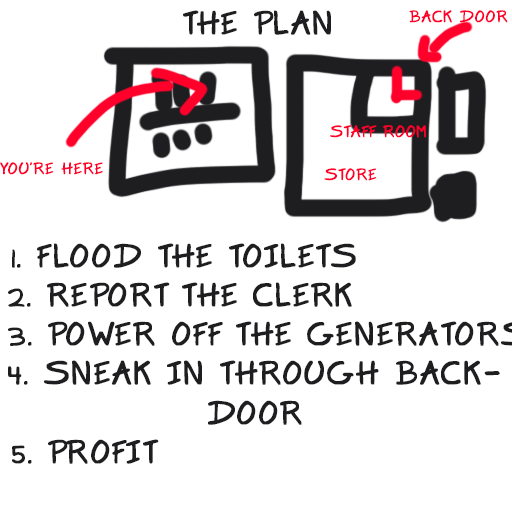 THE PLAN
BACK DOOR
STAFF ROOM
YOU'RE HERE
STORE
1. FLOOD THE TOILETS
2. REPORT THE CLERK
3. POWER OFF THE GENERATORS
4. SNEAK IN THROUGH BACK-
DOOR
5. PROFIT